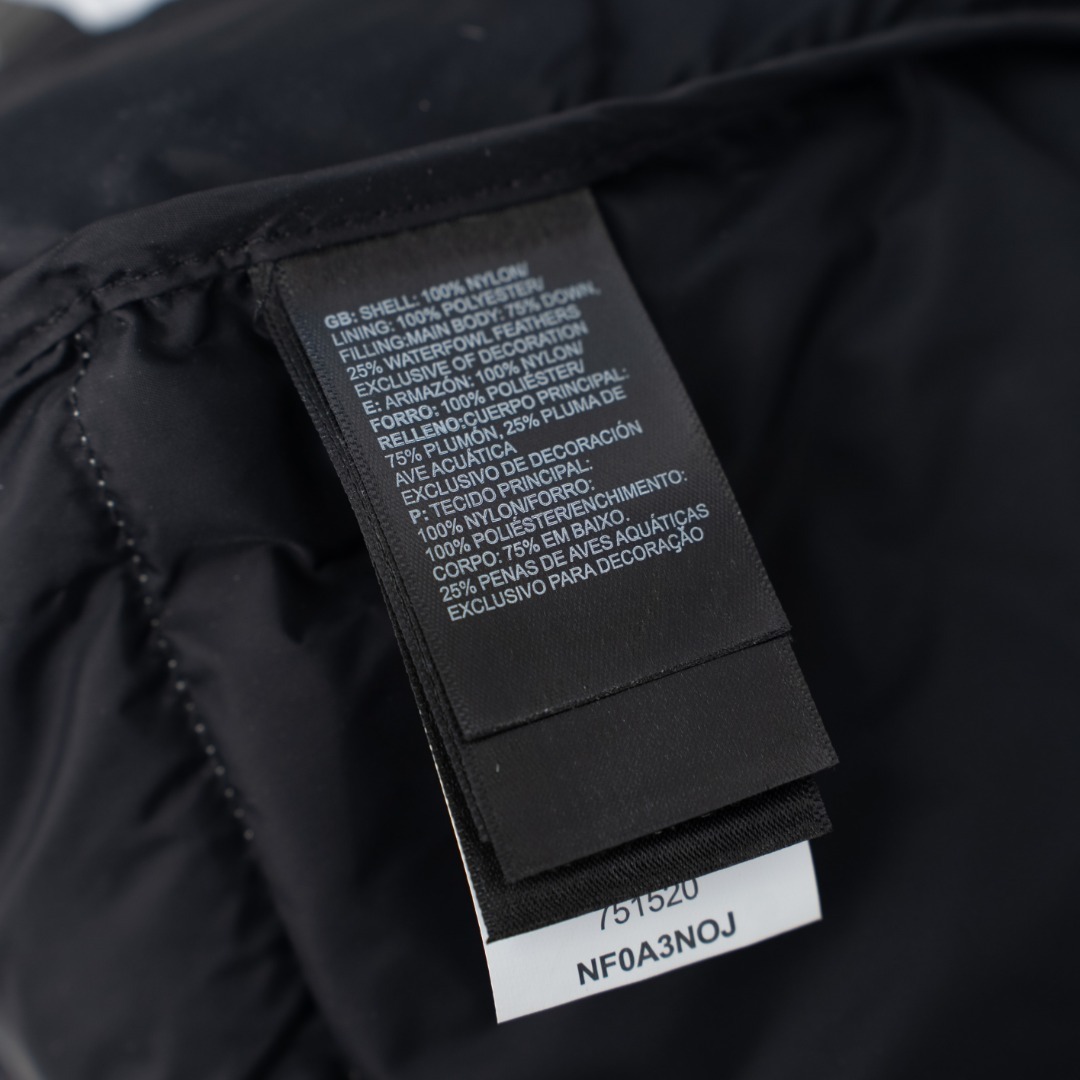 GB: SHELL: 100% NYLON/
LINING: 100% POLYESTER/
FILLING:MAIN BODY: 75% DOWN,
25% WATERFOWL FEATHERS
EXCLUSIVE OF DECORATION
E: ARMAZÓN: 100% NYLON/
FORRO: 100% POLIÉSTER/
RELLENO:CUERPO PRINCIPAL:
75% PLUMÓN, 25% PLUMA DE
AVE ACUÁTICA
EXCLUSIVO DE DECORACIÓN
P: TECIDO PRINCIPAL:
100% NYLON/FORRO:
100% POLIÉSTER/ENCHIMENTO:
CORPO: 75% EM BAIXO.
25% PENAS DE AVES AQUÁTICAS
EXCLUSIVO PARA DECORAÇÃO
751520
NF0A3NOJ